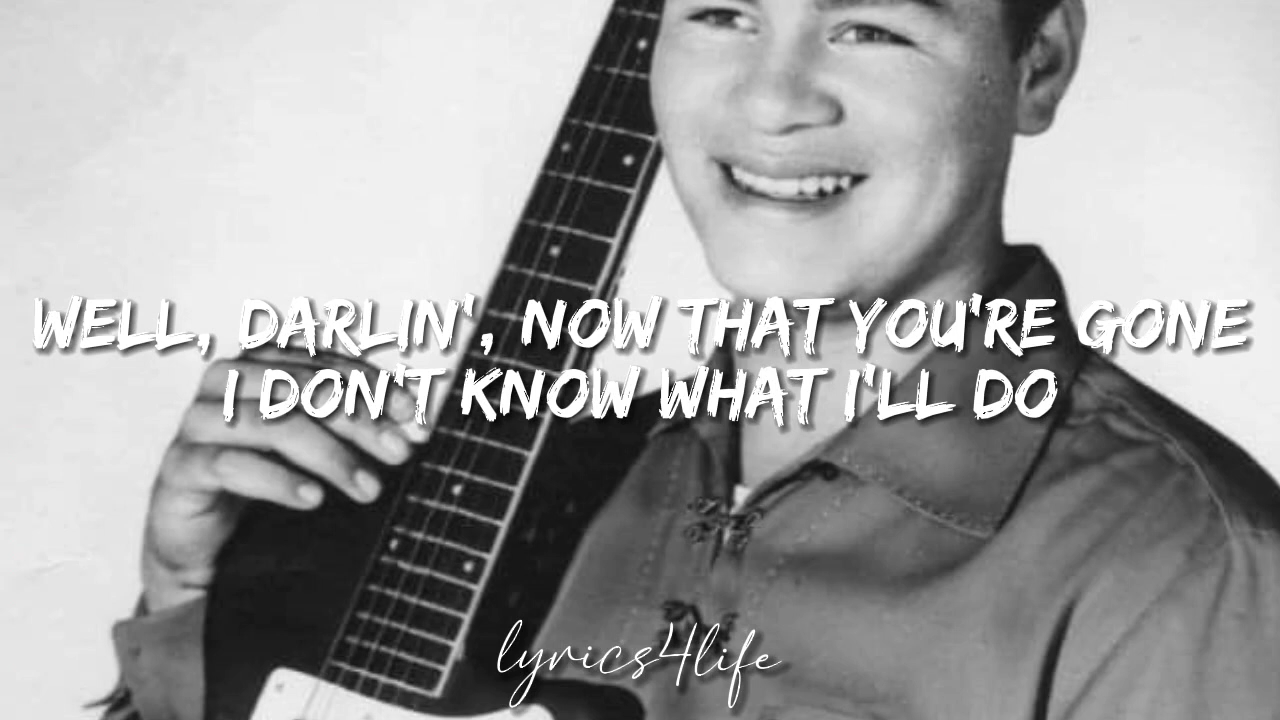 WELL, DARLIN', NOW THAT YOU'RE GONE
I DON'T KNOW WHAT I'LL DO
lyrics4life